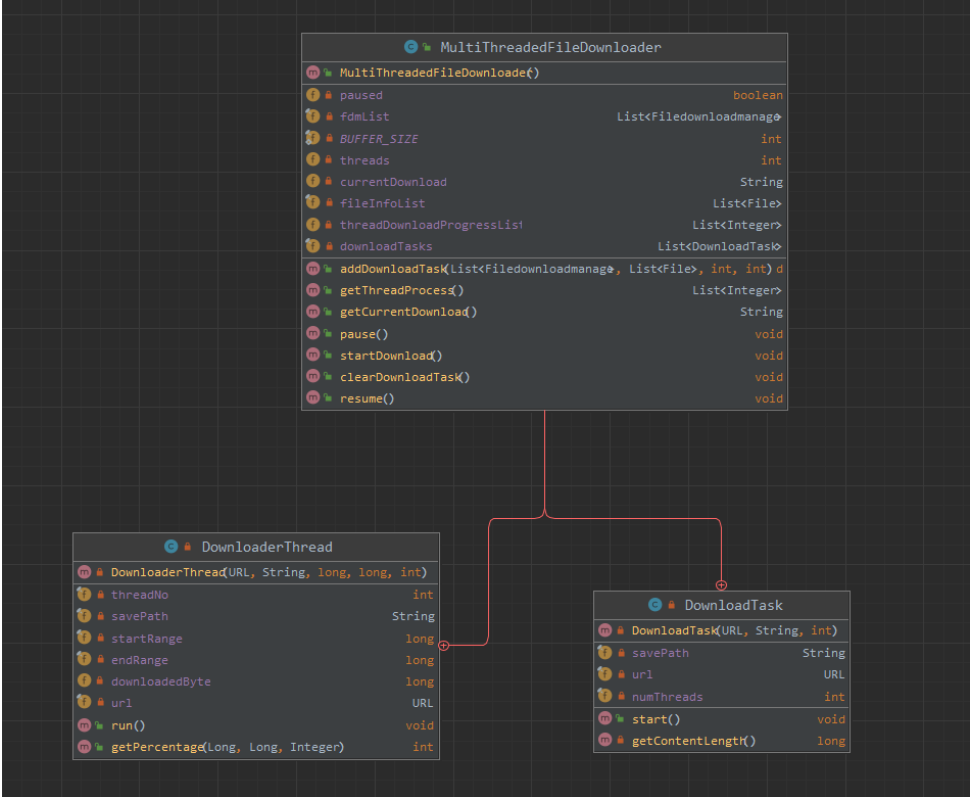 MultiThreadedFileDownloader
MultiThreadedFileDownloader()
paused boolean
fdmList List<Filedownloadmanage
BUFFER_SIZE int
threads int
currentDownload String
fileInfoList List<File>
threadDownloadProgressList List<Integer>
downloadTasks List<DownloadTask>
addDownloadTask(List<Filedownloadmanage, List<File>, int, int) d
getThreadProcess() List<Integer>
getCurrentDownload() String
pause() void
startDownload() void
clearDownloadTask() void
resume() void
DownloaderThread
DownloaderThread(URL, String, long, long, int)
threadNo int
savePath String
startRange long
endRange long
downloadedByte long
url URL
run() void
getPercentage(Long, Long, Integer) int
DownloadTask
DownloadTask(URL, String, int)
savePath String
url URL
numThreads int
start() void
getContentLength() long